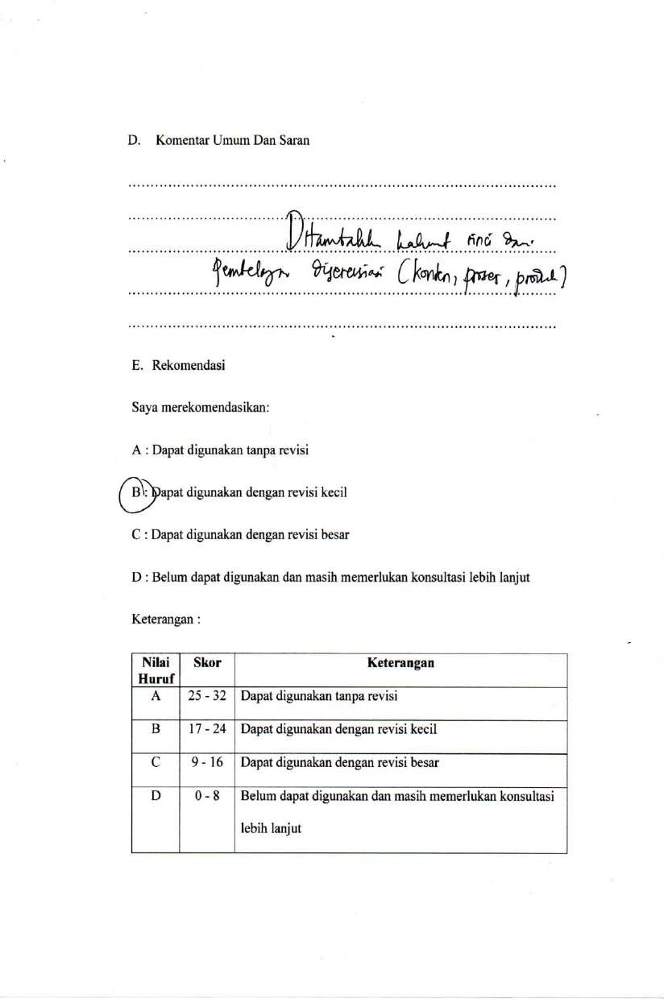 D. Komentar Umum Dan Saran
Ditambahkan kalimat rinci dari
Pembelajaran diferensiasi (konten, proses, produk)
E. Rekomendasi
Saya merekomendasikan:
A : Dapat digunakan tanpa revisi
B : Dapat digunakan dengan revisi kecil
C : Dapat digunakan dengan revisi besar
D : Belum dapat digunakan dan masih memerlukan konsultasi lebih lanjut
Keterangan :
Nilai Huruf Skor Keterangan
A 25 - 32 Dapat digunakan tanpa revisi
B 17 - 24 Dapat digunakan dengan revisi kecil
C 9 - 16 Dapat digunakan dengan revisi besar
D 0 - 8 Belum dapat digunakan dan masih memerlukan konsultasi
lebih lanjut